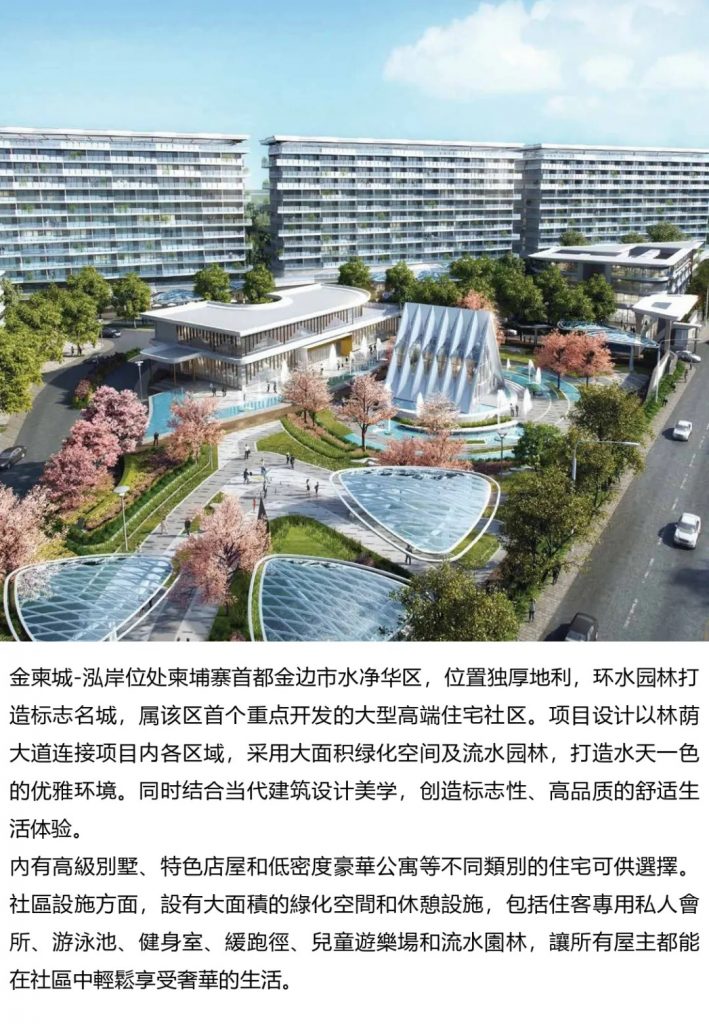 金柬城-泓岸位处柬埔寨首都金边市水净华区，位置独厚地利，环水园林打
造标志名城，属该区首个重点开发的大型高端住宅社区。项目设计以林荫
大道连接项目内各区域，采用大面积绿化空间及流水园林，打造水天一色
的优雅环境。同时结合当代建筑设计美学，创造标志性、高品质的舒适生
活体验。
內有高級別墅、特色店屋和低密度豪華公寓等不同類別的住宅可供選擇。
社區設施方面，設有大面積的綠化空間和休憩設施，包括住客專用私人會
所、游泳池、健身室、緩跑徑、兒童遊樂場和流水園林，讓所有屋主都能
在社區中輕鬆享受奢華的生活。